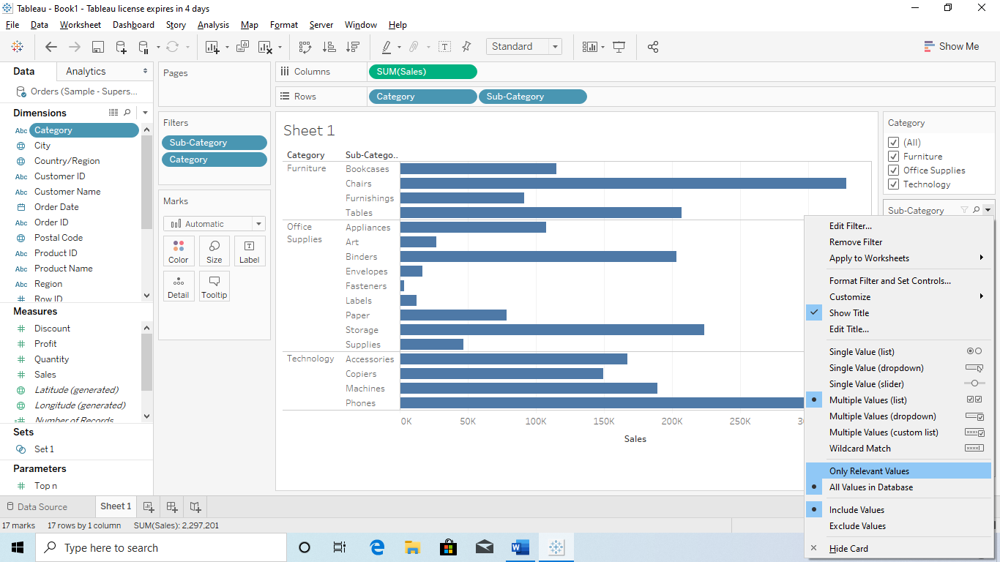 Tableau - Book1 - Tableau license expires in 4 days
File Data Worksheet Dashboard Story Analysis Map Format Server Window Help
Standard
Show Me
Data Analytics
Orders (Sample - Supers...
Dimensions
Abc Category
City
Country/Region
Abc Customer ID
Abc Customer Name
Order Date
Abc Order ID
Postal Code
Abc Product ID
Abc Product Name
Abc Region
# Row ID
Measures
# Discount
# Profit
# Quantity
# Sales
Latitude (generated)
Longitude (generated)
Number of Records
Sets
Set 1
Parameters
# Top n
Pages
Filters
Sub-Category
Category
Marks
Automatic
Color Size Label
Detail Tooltip
Columns SUM(Sales)
Rows Category Sub-Category
Sheet 1
Category Sub-Catego..
Furniture Bookcases
Chairs
Furnishings
Tables
Office Supplies Appliances
Art
Binders
Envelopes
Fasteners
Labels
Paper
Storage
Supplies
Technology Accessories
Copiers
Machines
Phones
0K 50K 100K 150K 200K 250K
Sales
Category
(All)
Furniture
Office Supplies
Technology
Sub-Category
Edit Filter...
Remove Filter
Apply to Worksheets
Format Filter and Set Controls...
Customize
Show Title
Edit Title...
Single Value (list)
Single Value (dropdown)
Single Value (slider)
Multiple Values (list)
Multiple Values (dropdown)
Multiple Values (custom list)
Wildcard Match
Only Relevant Values
All Values in Database
Include Values
Exclude Values
Hide Card
Data Source Sheet 1
17 marks 17 rows by 1 column SUM(Sales): 2,297,201
Type here to search